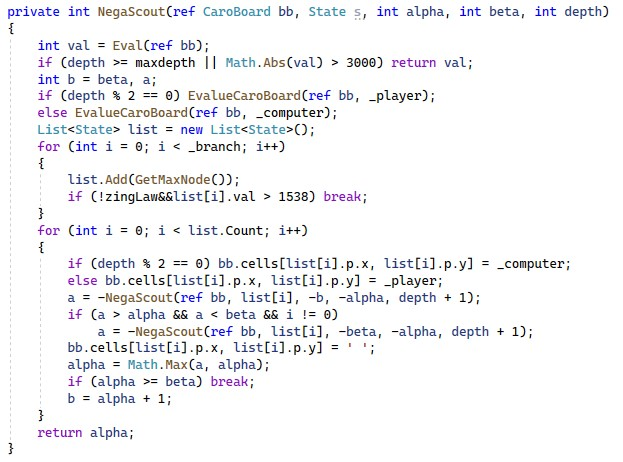 private int NegaScout(ref CaroBoard bb, State s, int alpha, int beta, int depth)
{
    int val = Eval(ref bb);
    if (depth >= maxdepth || Math.Abs(val) > 3000) return val;
    int b = beta, a;
    if (depth % 2 == 0) EvalueCaroBoard(ref bb, _player);
    else EvalueCaroBoard(ref bb, _computer);
    List<State> list = new List<State>();
    for (int i = 0; i < _branch; i++)
    {
        list.Add(GetMaxNode());
        if (!zingLaw&&list[i].val > 1538) break;
    }
    for (int i = 0; i < list.Count; i++)
    {
        if (depth % 2 == 0) bb.cells[list[i].p.x, list[i].p.y] = _computer;
        else bb.cells[list[i].p.x, list[i].p.y] = _player;
        a = -NegaScout(ref bb, list[i], -b, -alpha, depth + 1);
        if (a > alpha && a < beta && i != 0)
            a = -NegaScout(ref bb, list[i], -beta, -alpha, depth + 1);
        bb.cells[list[i].p.x, list[i].p.y] = ' ';
        alpha = Math.Max(a, alpha);
        if (alpha >= beta) break;
        b = alpha + 1;
    }
    return alpha;
}